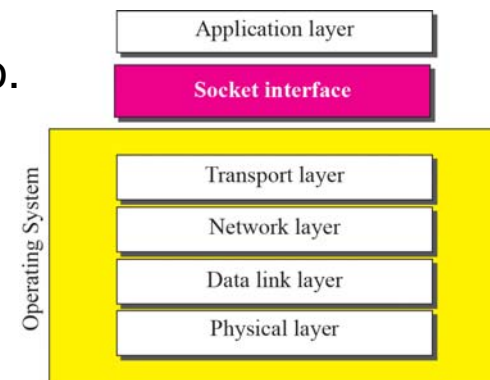 Application layer
Socket interface
Transport layer
Network layer
Data link layer
Physical layer
Operating System